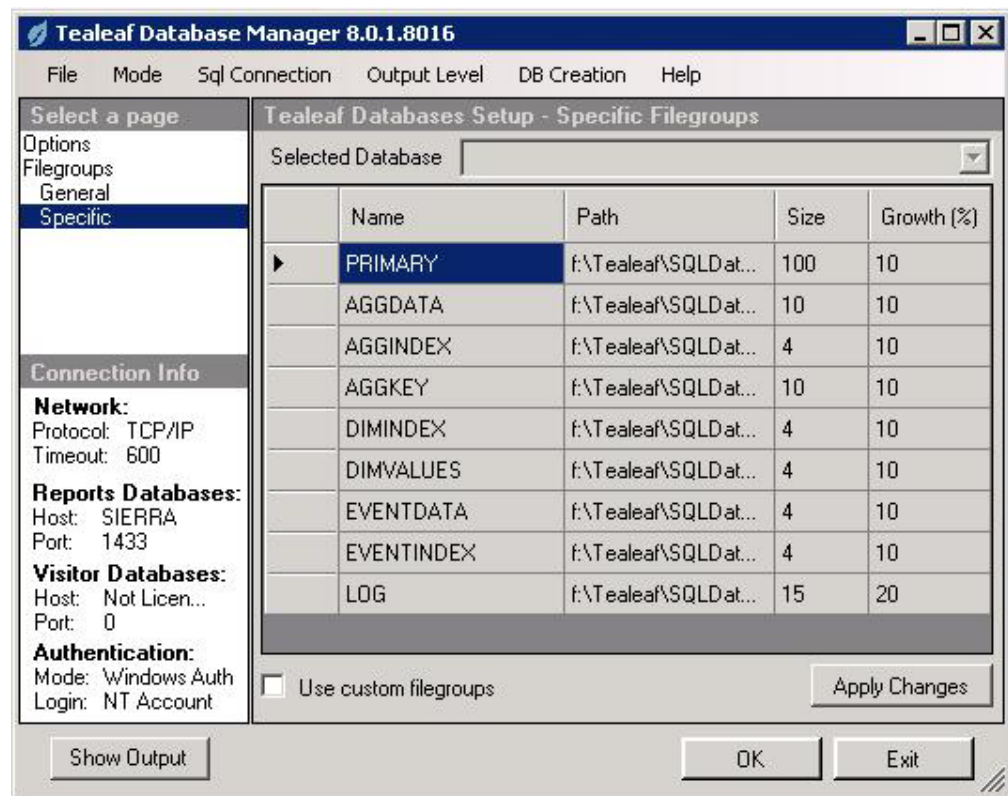 Tealeaf Database Manager 8.0.1.8016
File Mode Sql Connection Output Level DB Creation Help
Select a page
Options
Filegroups
General
Specific
Connection Info
Network:
Protocol: TCP/IP
Timeout: 600
Reports Databases:
Host: SIERRA
Port: 1433
Visitor Databases:
Host: Not Licen...
Port: 0
Authentication:
Mode: Windows Auth
Login: NT Account
Tealeaf Databases Setup - Specific Filegroups
Selected Database
Name Path Size Growth (%)
PRIMARY f:\Tealeaf\SQLDat... 100 10
AGGDATA f:\Tealeaf\SQLDat... 10 10
AGGINDEX f:\Tealeaf\SQLDat... 4 10
AGGKEY f:\Tealeaf\SQLDat... 10 10
DIMINDEX f:\Tealeaf\SQLDat... 4 10
DIMVALUES f:\Tealeaf\SQLDat... 4 10
EVENTDATA f:\Tealeaf\SQLDat... 4 10
EVENTINDEX f:\Tealeaf\SQLDat... 4 10
LOG f:\Tealeaf\SQLDat... 15 20
Use custom filegroups
Apply Changes
Show Output
OK
Exit